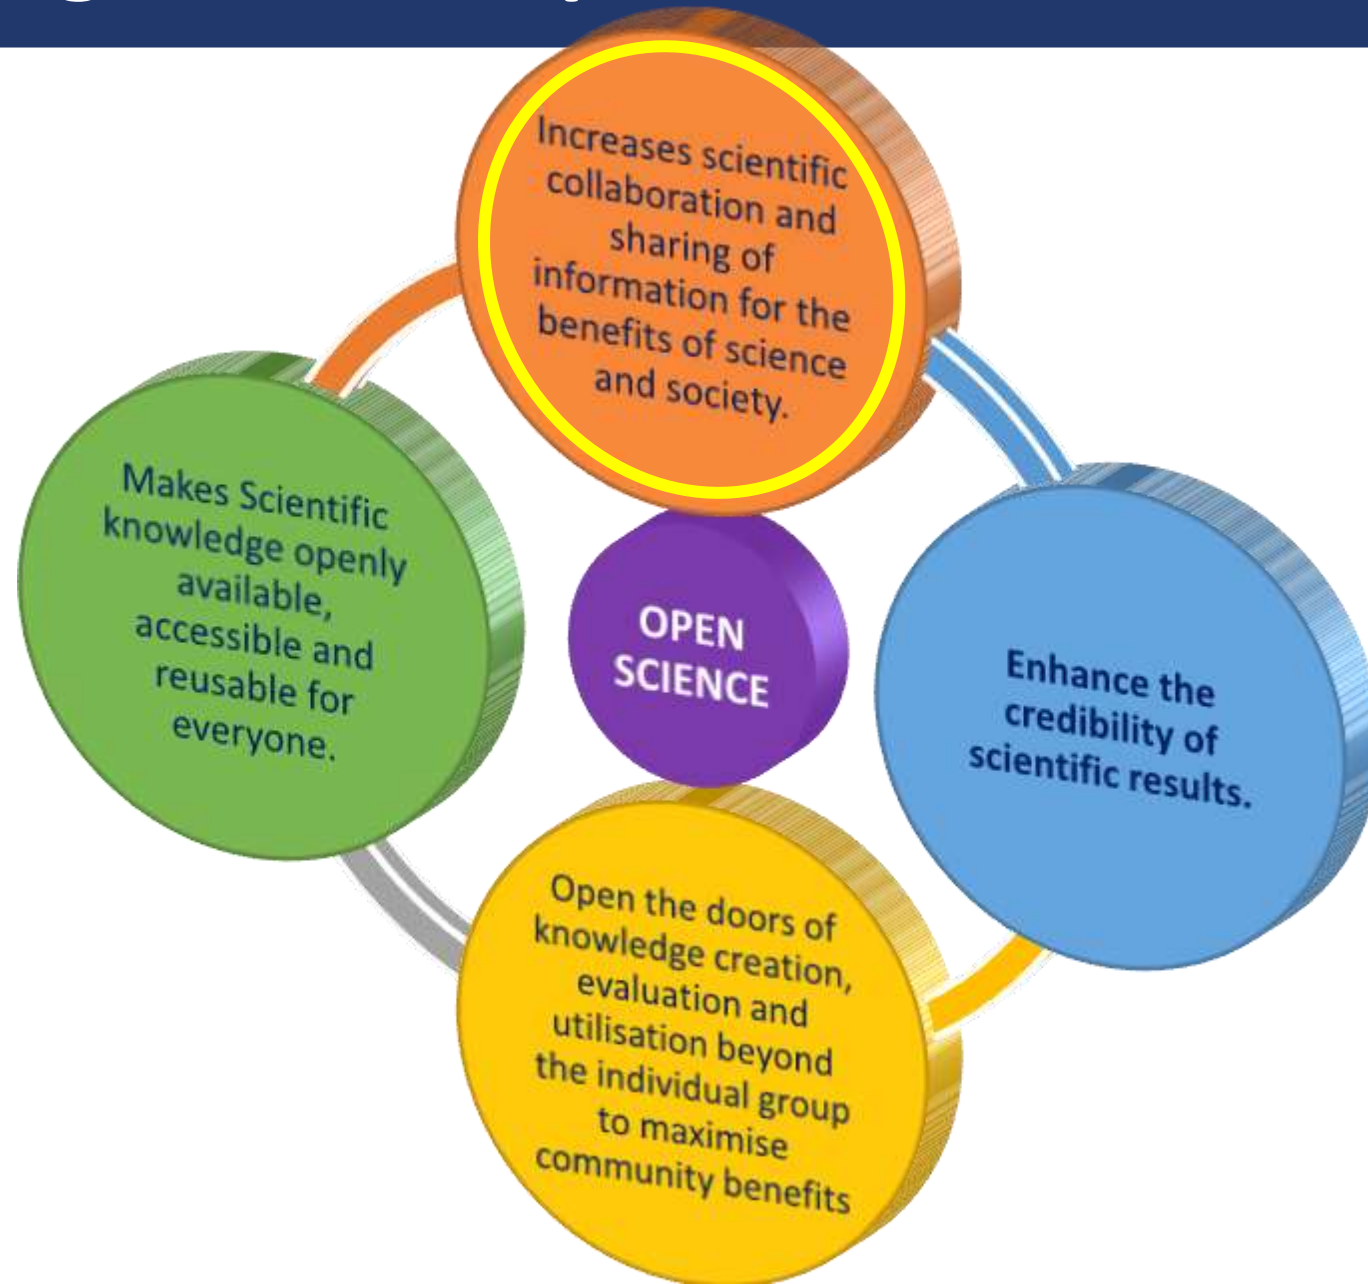 Increases scientific
collaboration and
sharing of
information for the
benefits of science
and society.
Makes Scientific
knowledge openly
available,
accessible and
reusable for
everyone.
OPEN
SCIENCE
Enhance the
credibility of
scientific results.
Open the doors of
knowledge creation,
evaluation and
utilisation beyond
the individual group
to maximise
community benefits